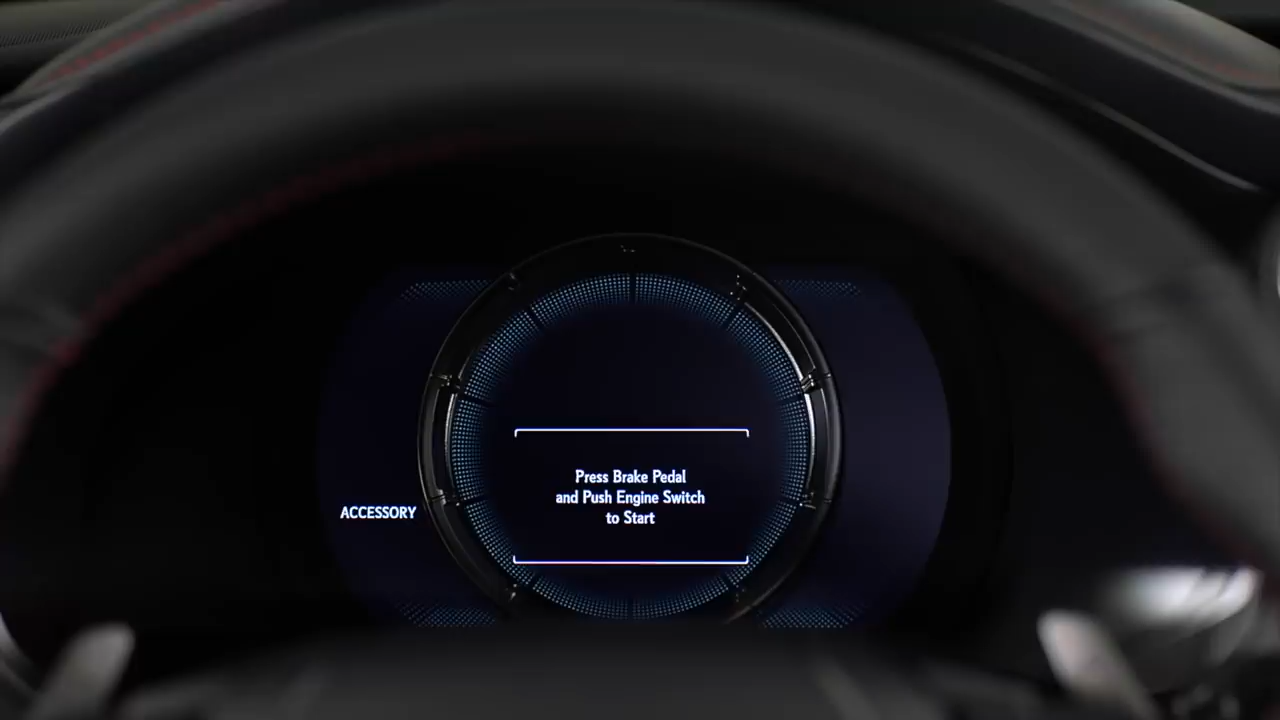 Press Brake Pedal
and Push Engine Switch
to Start
ACCESSORY